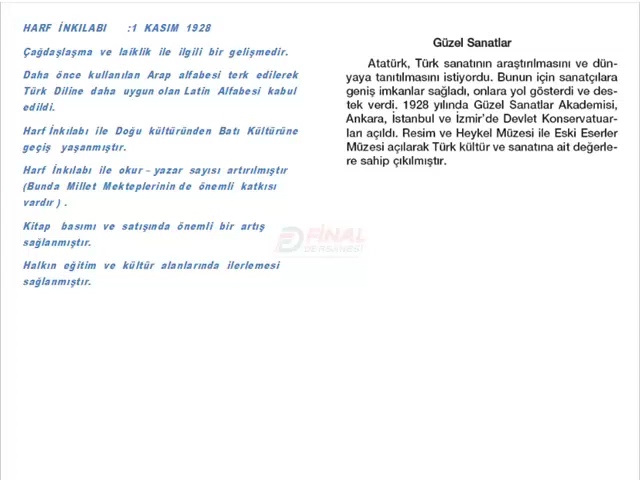 HARF İNKILABI :1 KASIM 1928
Çağdaşlaşma ve laiklik ile ilgili bir gelişmedir.
Daha önce kullanılan Arap alfabesi terk edilerek
Türk Diline daha uygun olan Latin Alfabesi kabul
edildi.
Harf İnkılabı ile Doğu kültüründen Batı Kültürüne
geçiş yaşanmıştır.
Harf İnkılabı ile okur – yazar sayısı artırılmıştır
(Bunda Millet Mekteplerinin de önemli katkısı
vardır ) .
Kitap basımı ve satışında önemli bir artış
sağlanmıştır.
Halkın eğitim ve kültür alanlarında ilerlemesi
sağlanmıştır.
Güzel Sanatlar
Atatürk, Türk sanatının araştırılmasını ve dün-
yaya tanıtılmasını istiyordu. Bunun için sanatçılara
geniş imkanlar sağladı, onlara yol gösterdi ve des-
tek verdi. 1928 yılında Güzel Sanatlar Akademisi,
Ankara, İstanbul ve İzmir'de Devlet Konservatuar-
ları açıldı. Resim ve Heykel Müzesi ile Eski Eserler
Müzesi açılarak Türk kültür ve sanatına ait değerle-
re sahip çıkılmıştır.
FİNAL
DERSANESİ